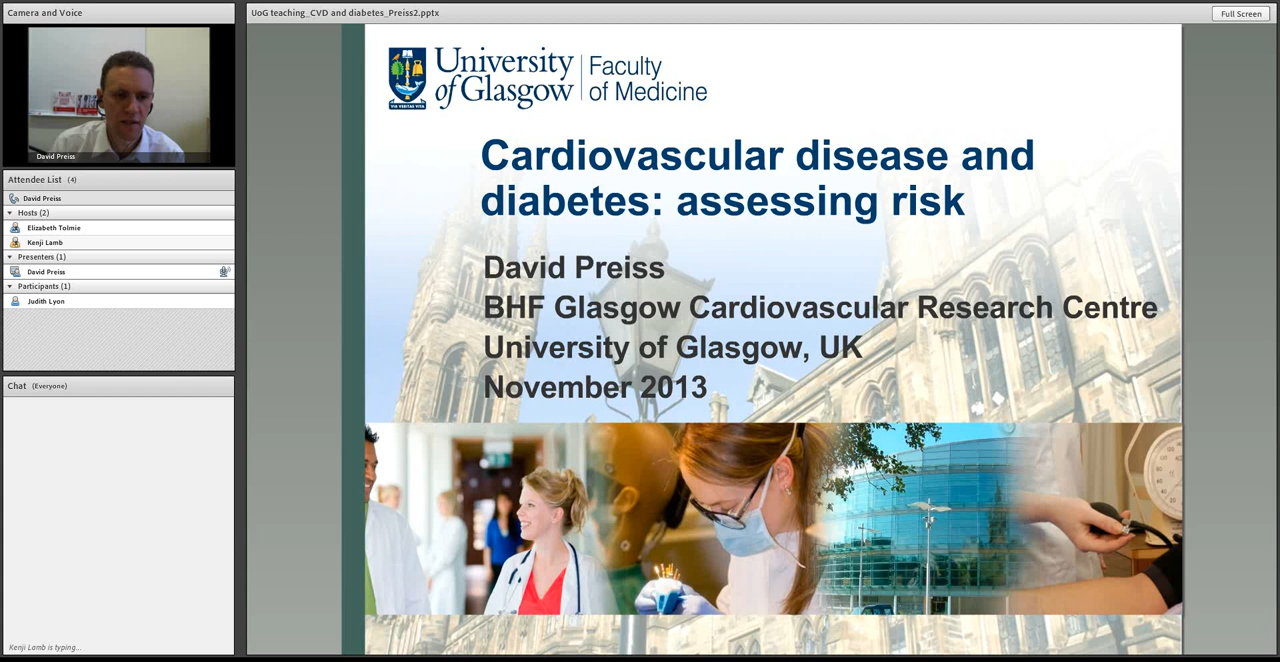 Camera and Voice
David Preiss
Attendee List (4)
David Preiss
Hosts (2)
Elizabeth Tolmie
Kenji Lamb
Presenters (1)
David Preiss
Participants (1)
Judith Lyon
Chat (Everyone)
Kenji Lamb is typing...
UoG teaching_CVD and diabetes_Preiss2.pptx
Full Screen
University of Glasgow
Faculty of Medicine
VIA VERITAS VITA
Cardiovascular disease and
diabetes: assessing risk
David Preiss
BHF Glasgow Cardiovascular Research Centre
University of Glasgow, UK
November 2013